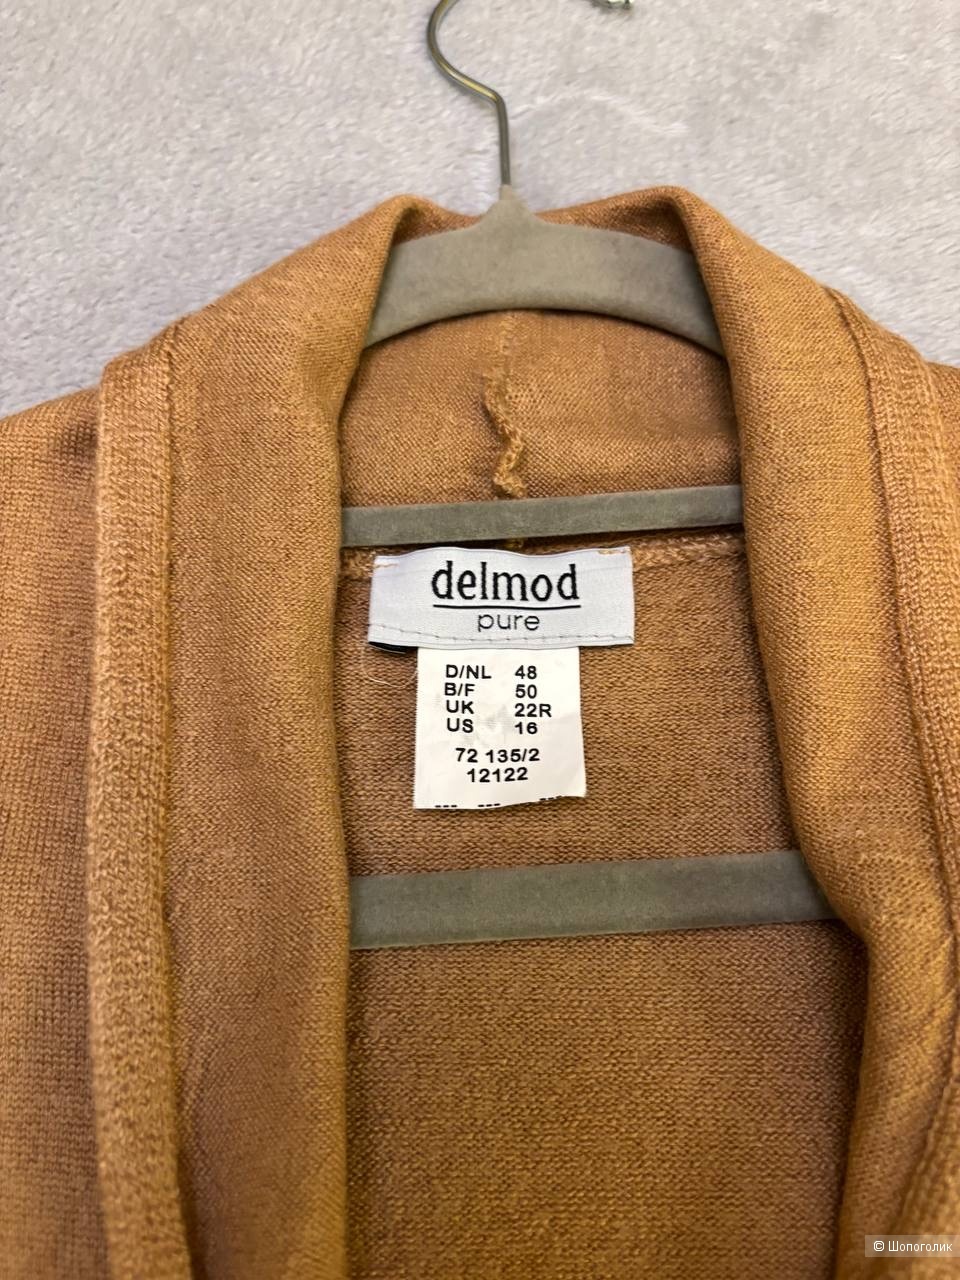 delmod
pure
D/NL 48
B/F 50
UK 22R
US 16
72 135/2
12122
© Шопоголик